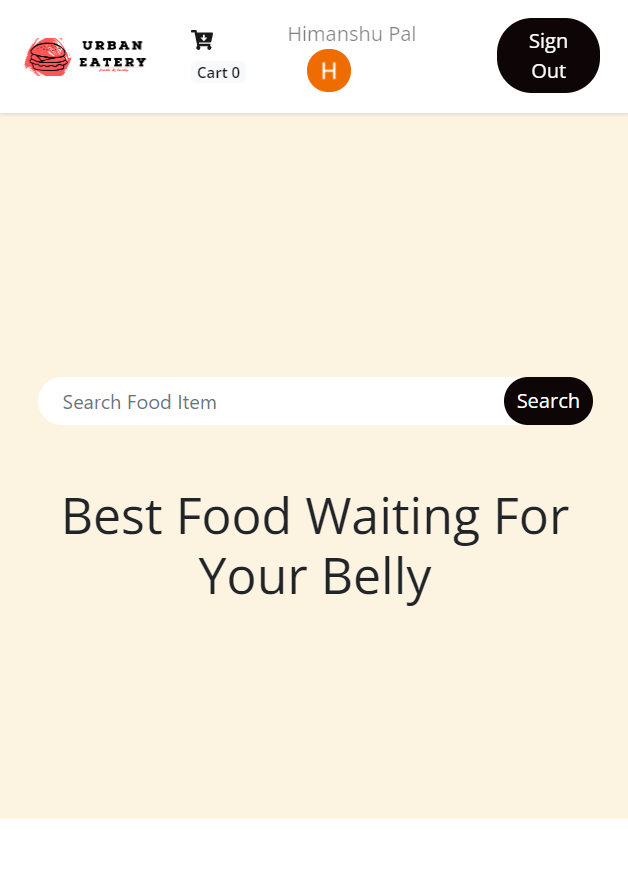 URBAN
EATERY
Cart 0
Himanshu Pal
H
Sign
Out
Search Food Item
Search
Best Food Waiting For
Your Belly